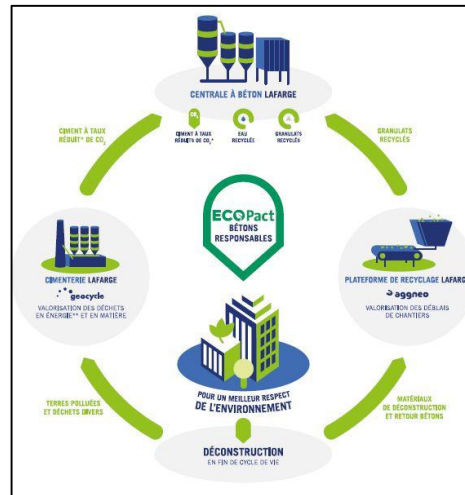 CENTRALE À BÉTON LAFARGE
CIMENT À TAUX
RÉDUIT* DE CO₂
CO₂
CIMENT À TAUX
RÉDUIT* DE CO₂*
EAU
RECYCLÉE
GRANULATS
RECYCLÉS
GRANULATS
RECYCLÉS
ECOPact
BÉTONS
RESPONSABLES
CIMENTERIE LAFARGE
geocycle
VALORISATION DES DÉCHETS
EN ÉNERGIE** ET EN MATIÈRE
PLATEFORME DE RECYCLAGE LAFARGE
aggneo
VALORISATION DES DÉBLAIS
DE CHANTIERS
POUR UN MEILLEUR RESPECT
DE L'ENVIRONNEMENT
TERRES POLLUÉES
ET DÉCHETS DIVERS
MATÉRIAUX
DE DÉCONSTRUCTION
ET RETOUR BÉTONS
DÉCONSTRUCTION
EN FIN DE CYCLE DE VIE